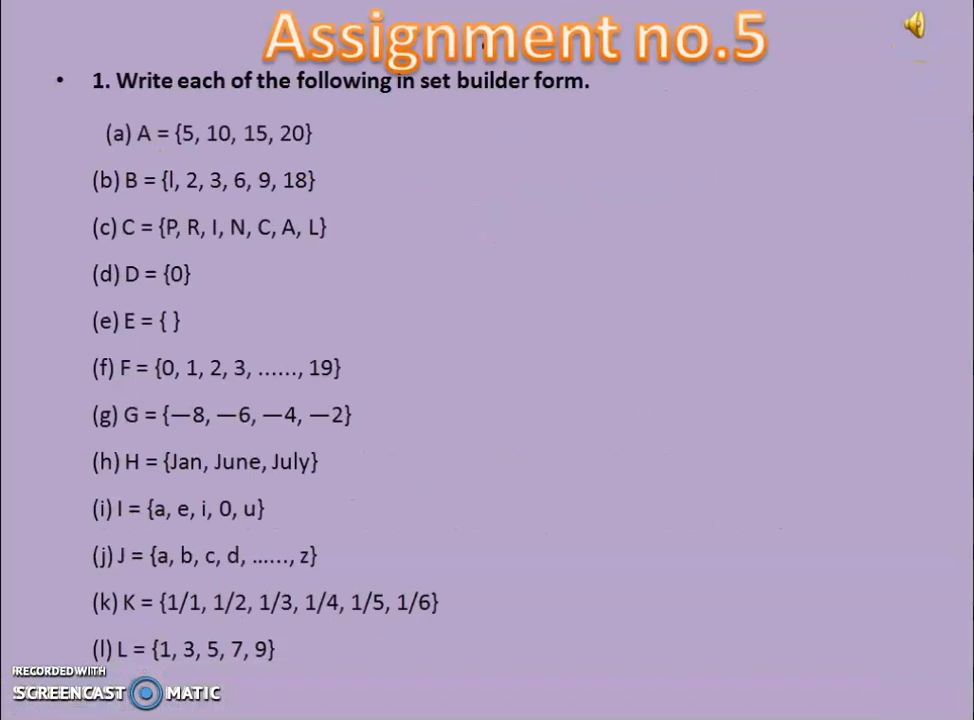 Assignment no.5
• 1. Write each of the following in set builder form.
(a) A = {5, 10, 15, 20}
(b) B = {l, 2, 3, 6, 9, 18}
(c) C = {P, R, I, N, C, A, L}
(d) D = {0}
(e) E = { }
(f) F = {0, 1, 2, 3, ......, 19}
(g) G = {—8, —6, —4, —2}
(h) H = {Jan, June, July}
(i) I = {a, e, i, 0, u}
(j) J = {a, b, c, d, ......, z}
(k) K = {1/1, 1/2, 1/3, 1/4, 1/5, 1/6}
(l) L = {1, 3, 5, 7, 9}
RECORDED WITH
SCREENCAST MATIC